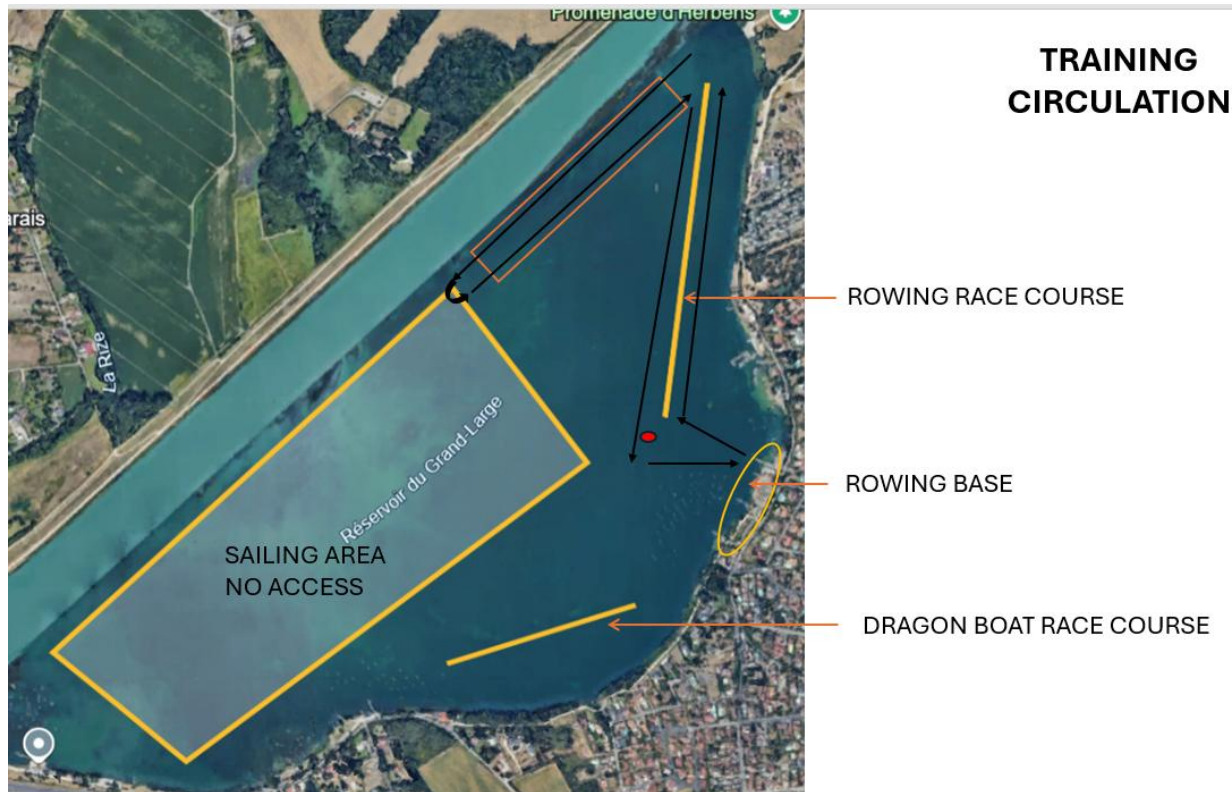 Promenade d'Herbens
TRAINING
CIRCULATION
arais
La Rize
ROWING RACE COURSE
Réservoir du Grand-Large
ROWING BASE
SAILING AREA
NO ACCESS
DRAGON BOAT RACE COURSE